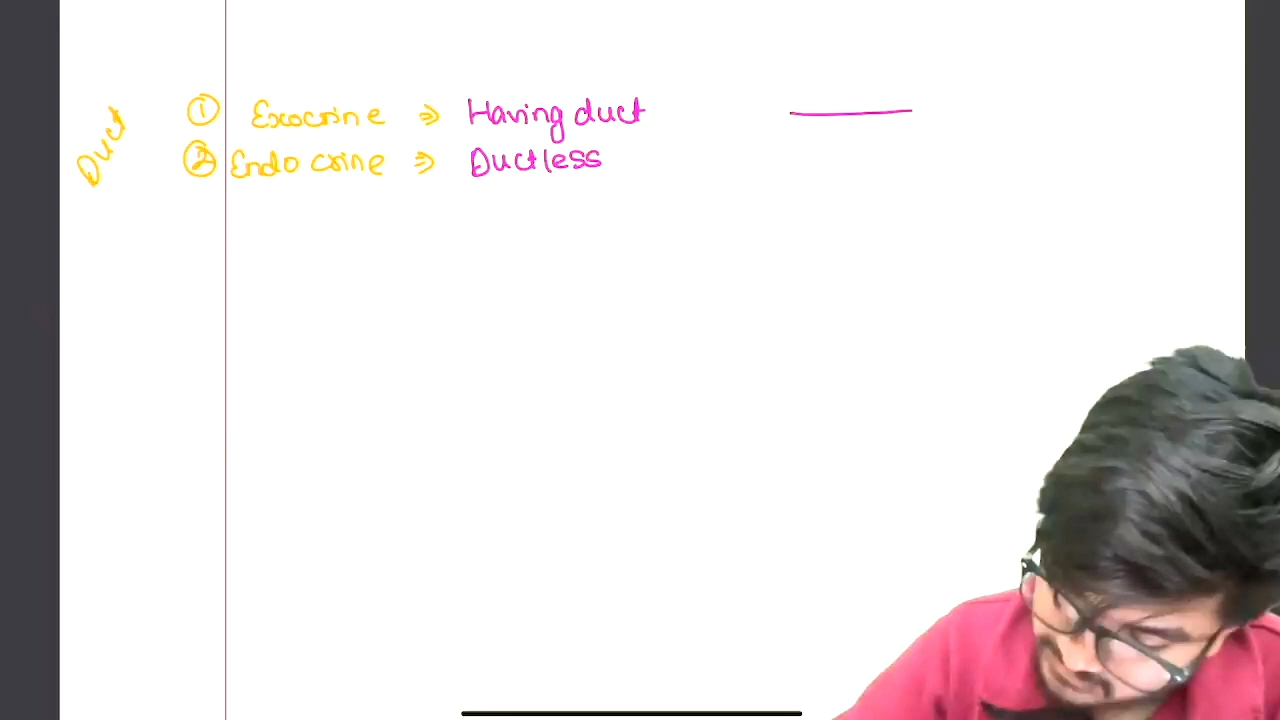 Duct
① Exocrine ⇒ Having duct
② Endocrine ⇒ Ductless